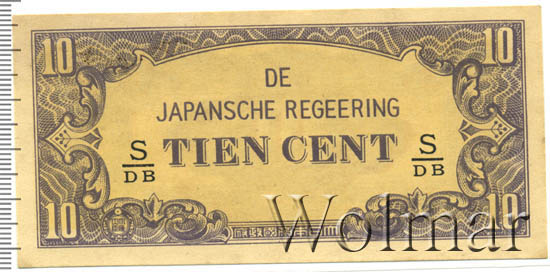 10 10
DE
JAPANSCHE REGEERING
S/DB TIEN CENT S/DB
10 10
Wolmar